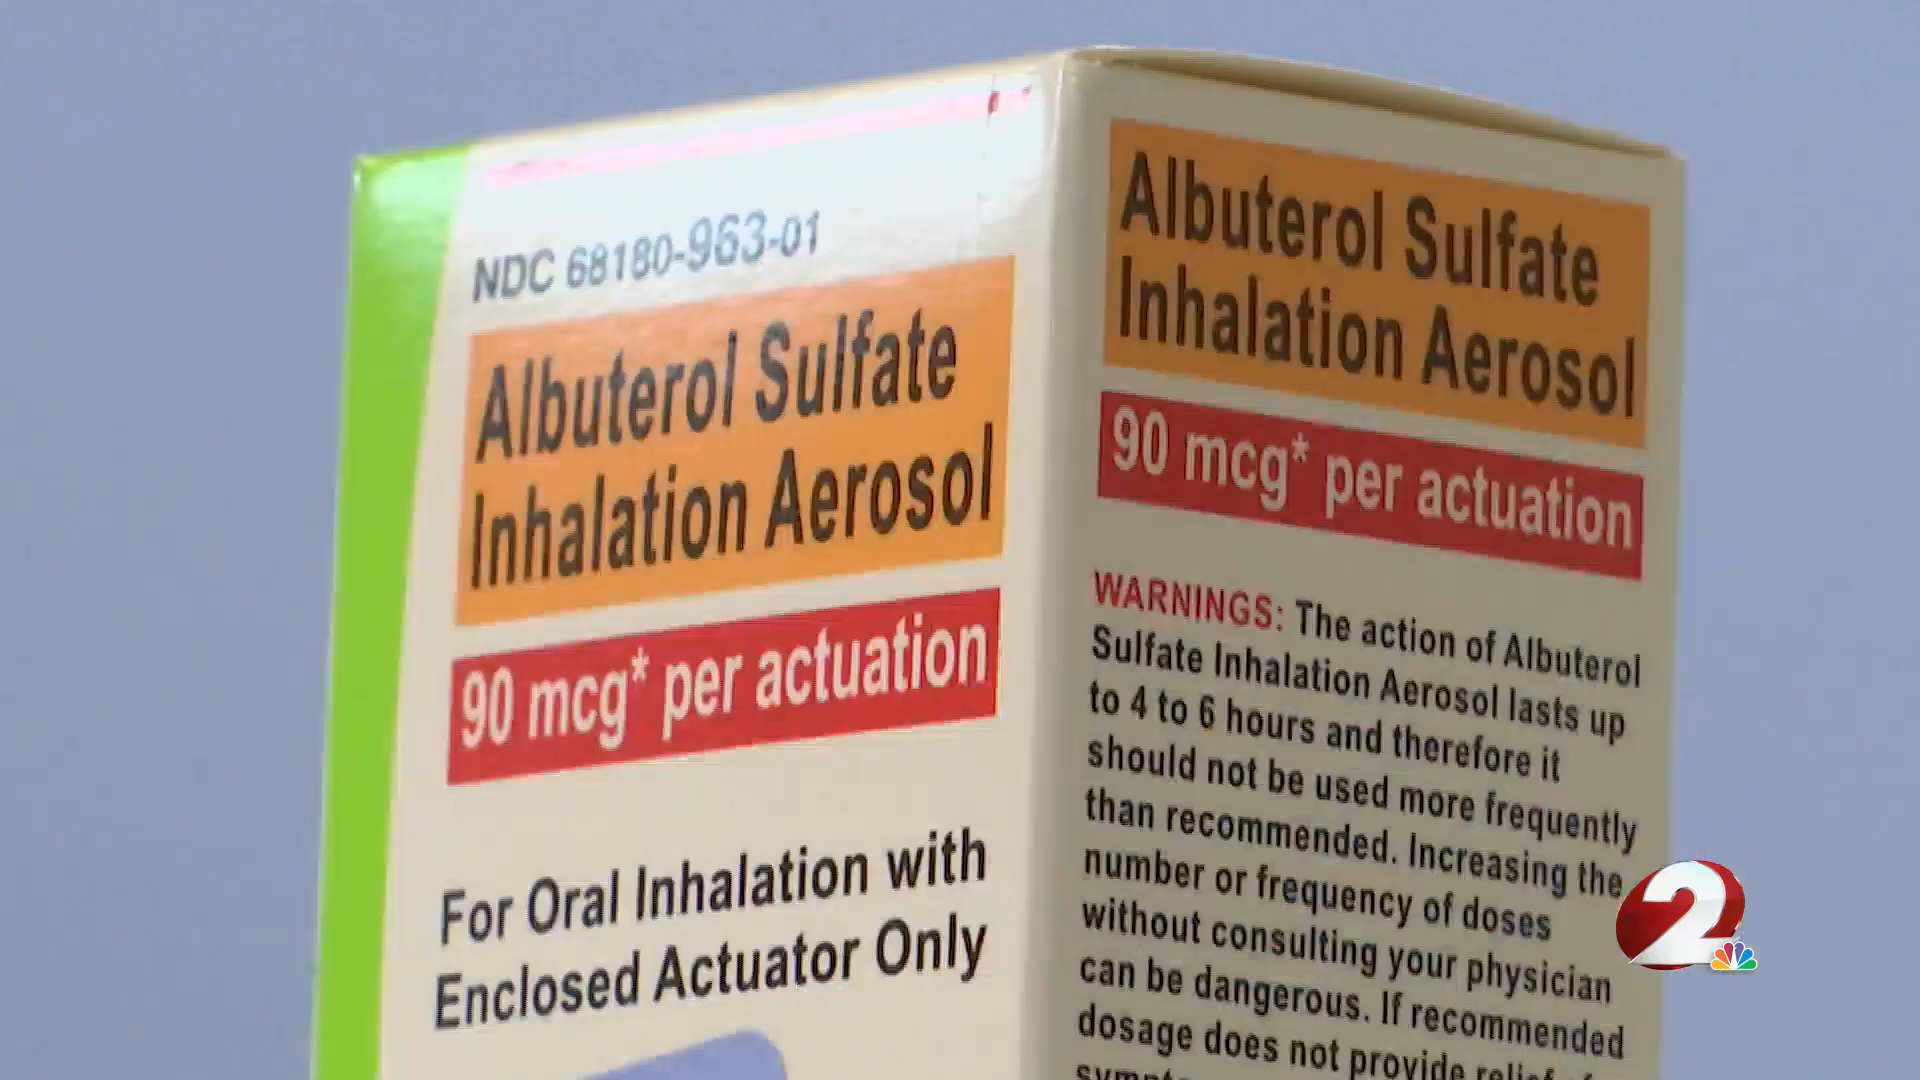 NDC 68180-963-01
Albuterol Sulfate
Inhalation Aerosol
90 mcg* per actuation
For Oral Inhalation with
Enclosed Actuator Only
Albuterol Sulfate
Inhalation Aerosol
90 mcg* per actuation
WARNINGS: The action of Albuterol
Sulfate Inhalation Aerosol lasts up
to 4 to 6 hours and therefore it
should not be used more frequently
than recommended. Increasing the
number or frequency of doses
without consulting your physician
can be dangerous. If recommended
dosage does not provide relief
2